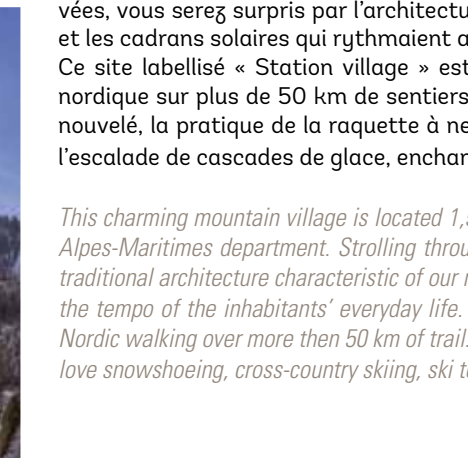 vées, vous serez surpris par l'architectu
et les cadrans solaires qui rythmaient a
Ce site labellisé « Station village » est
nordique sur plus de 50 km de sentiers
nouvelé, la pratique de la raquette à ne
l'escalade de cascades de glace, enchan
This charming mountain village is located 1,5
Alpes-Maritimes department. Strolling throu
traditional architecture characteristic of our r
the tempo of the inhabitants' everyday life.
Nordic walking over more then 50 km of trail.
love snowshoeing, cross-country skiing, ski to